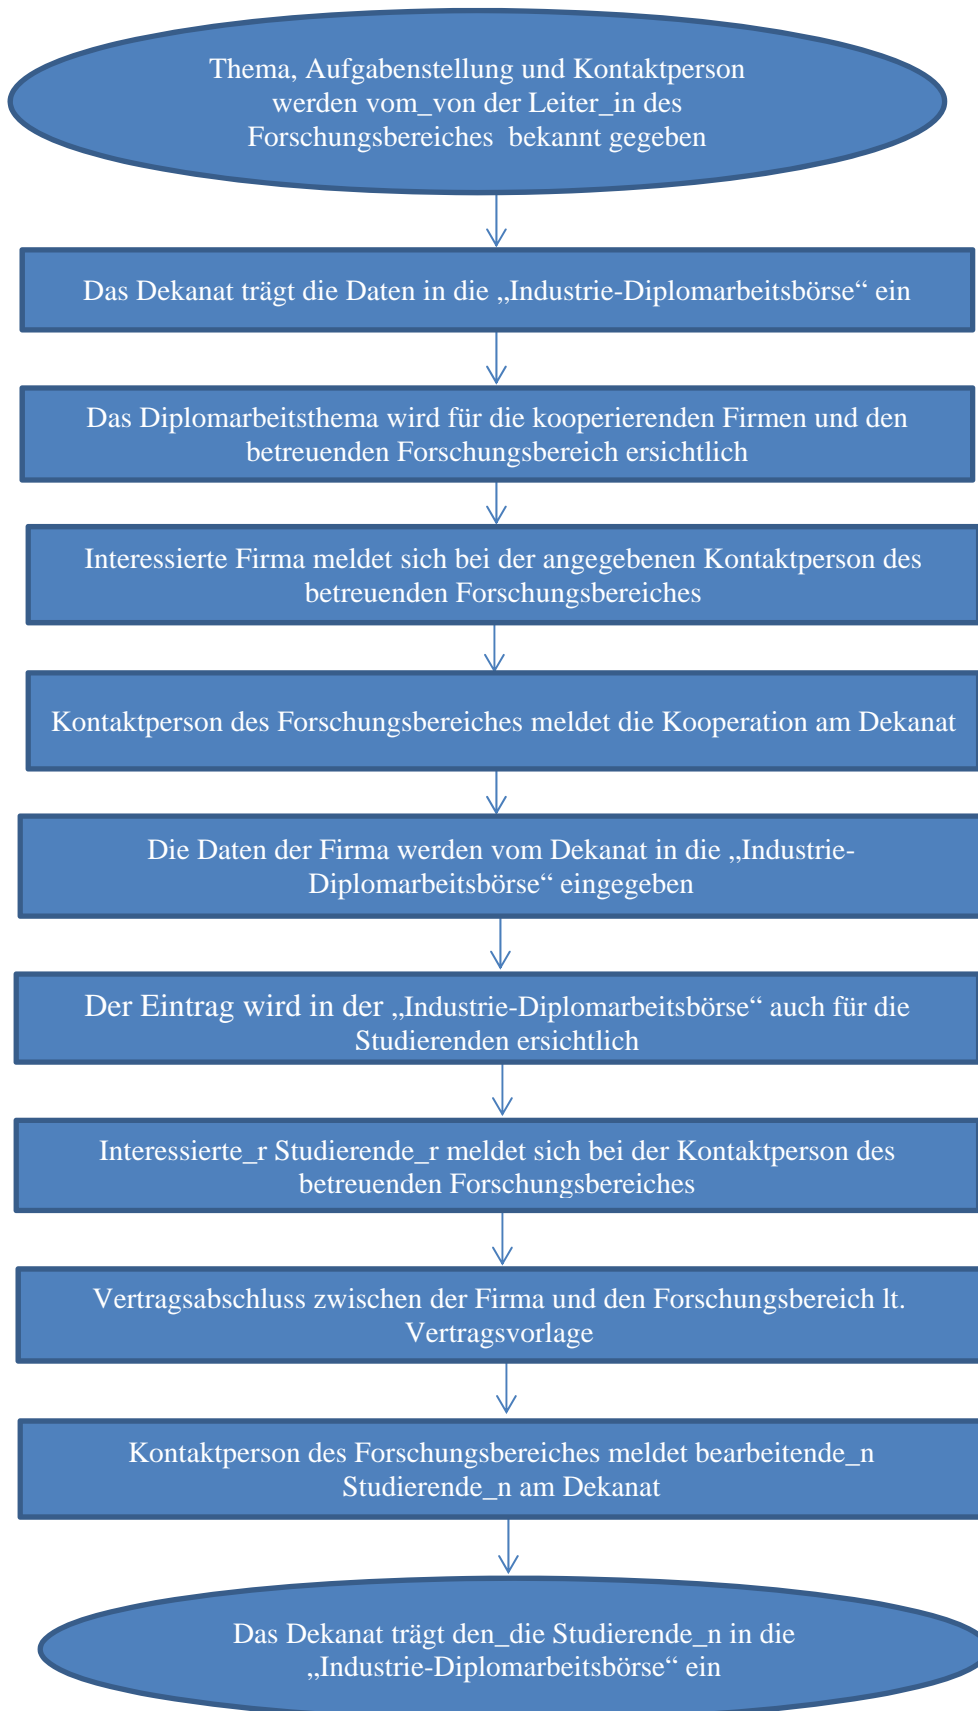 Thema, Aufgabenstellung und Kontaktperson
werden vom_von der Leiter_in des
Forschungsbereiches bekannt gegeben
Das Dekanat trägt die Daten in die „Industrie-Diplomarbeitsbörse“ ein
Das Diplomarbeitsthema wird für die kooperierenden Firmen und den
betreuenden Forschungsbereich ersichtlich
Interessierte Firma meldet sich bei der angegebenen Kontaktperson des
betreuenden Forschungsbereiches
Kontaktperson des Forschungsbereiches meldet die Kooperation am Dekanat
Die Daten der Firma werden vom Dekanat in die „Industrie-
Diplomarbeitsbörse“ eingegeben
Der Eintrag wird in der „Industrie-Diplomarbeitsbörse“ auch für die
Studierenden ersichtlich
Interessierte_r Studierende_r meldet sich bei der Kontaktperson des
betreuenden Forschungsbereiches
Vertragsabschluss zwischen der Firma und den Forschungsbereich lt.
Vertragsvorlage
Kontaktperson des Forschungsbereiches meldet bearbeitende_n
Studierende_n am Dekanat
Das Dekanat trägt den_die Studierende_n in die
„Industrie-Diplomarbeitsbörse“ ein